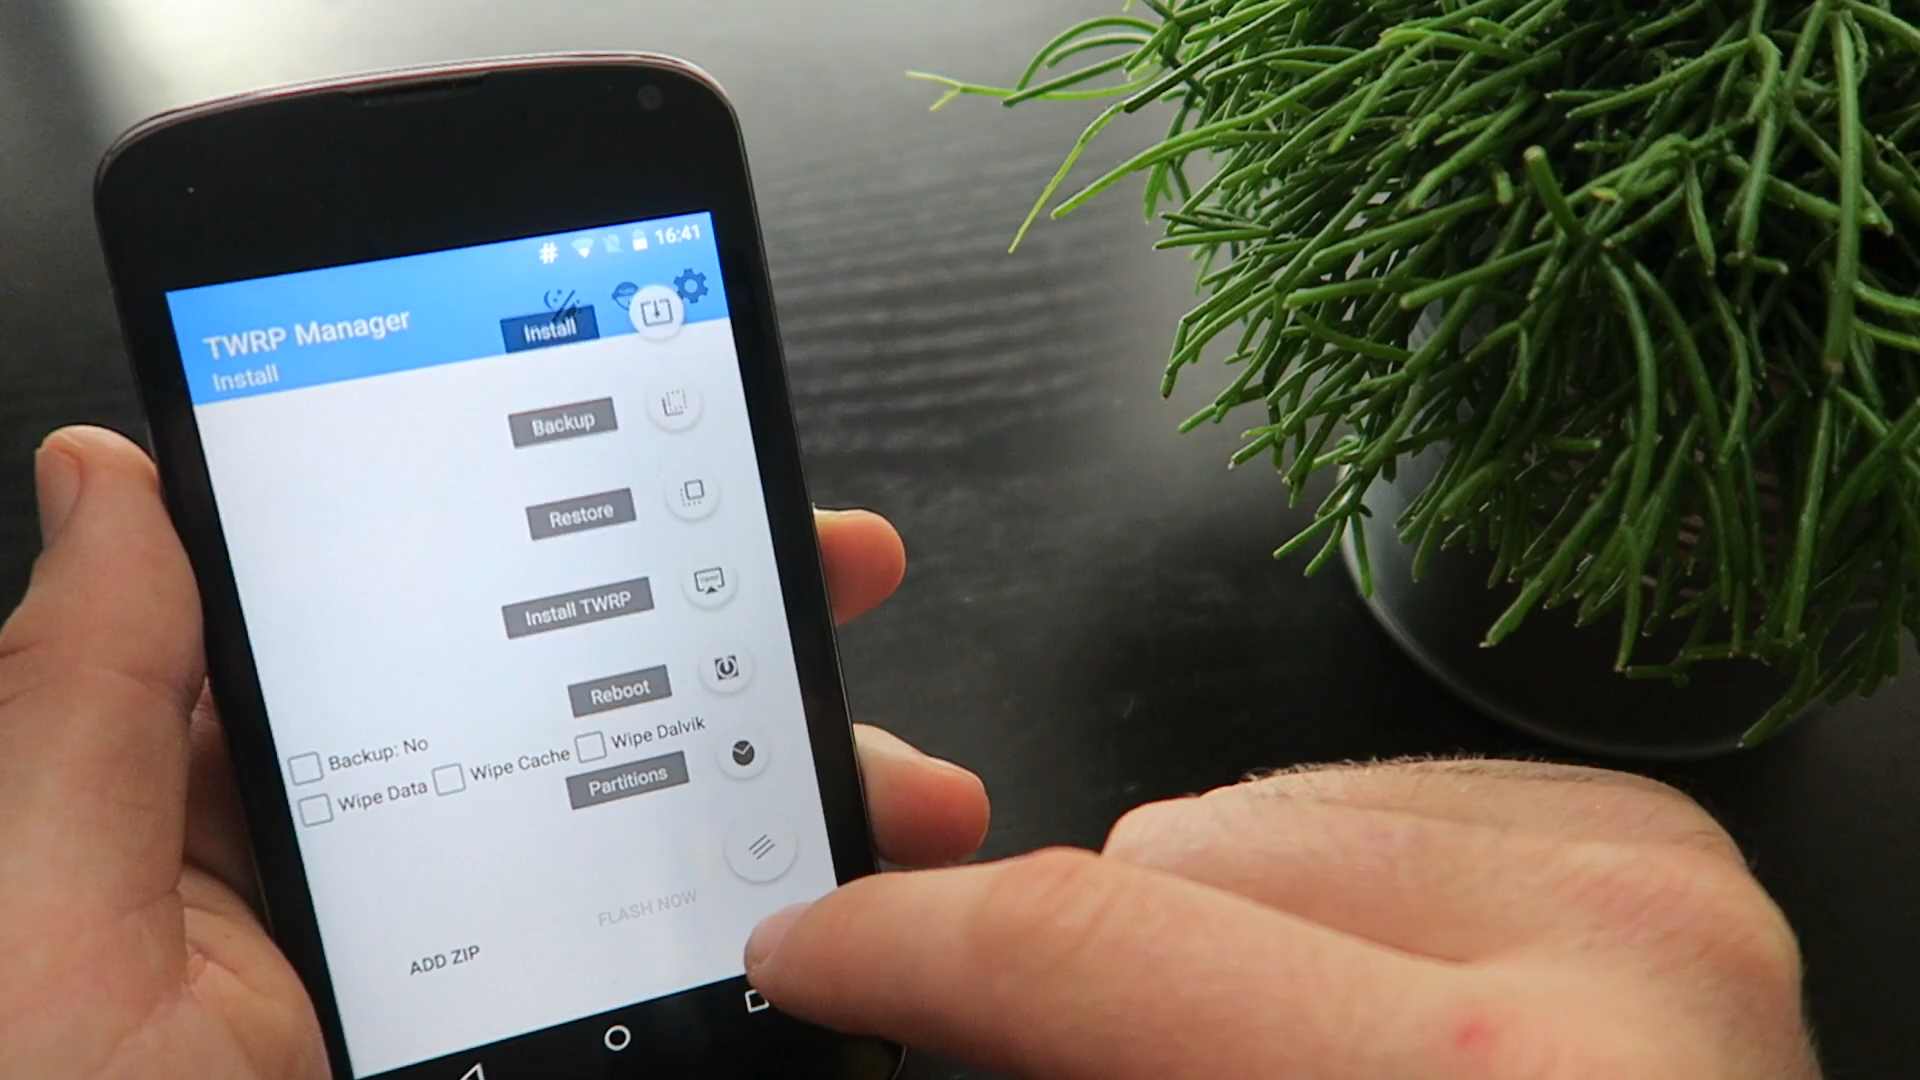 # 16:41
TWRP Manager
Install
Install
Backup
Restore
Install TWRP
Reboot
Backup: No
Wipe Data
Wipe Cache
Wipe Dalvik
Partitions
FLASH NOW
ADD ZIP